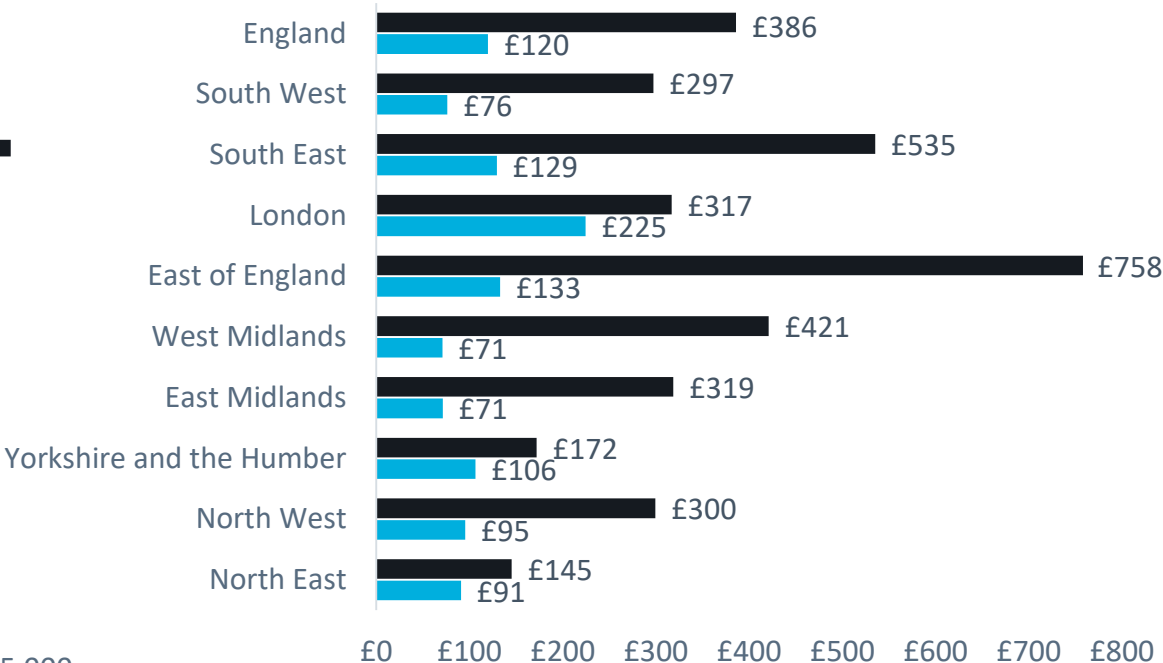 England £386
£120
South West £297
£76
South East £535
£129
London £317
£225
East of England £758
£133
West Midlands £421
£71
East Midlands £319
£71
Yorkshire and the Humber £172
£106
North West £300
£95
North East £145
£91
£0 £100 £200 £300 £400 £500 £600 £700 £800